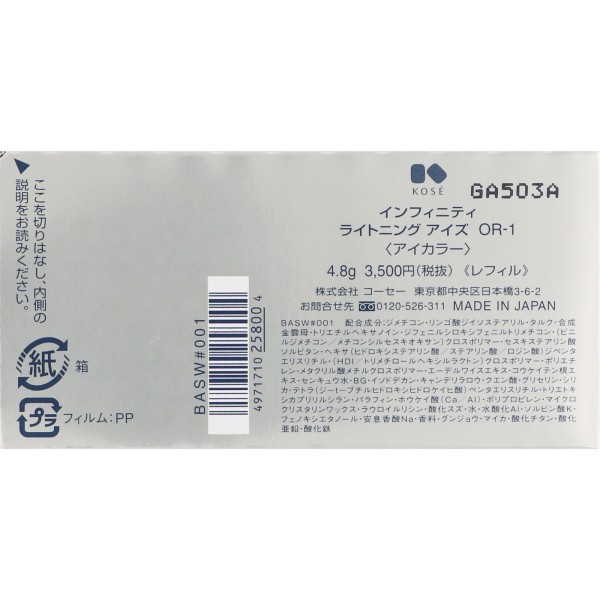 ここを切りはなし、内側の
説明をお読みください。
紙
箱
プラ
フィルム:PP
BASW#001
4971710 258004
KOSÉ
GA503A
インフィニティ
ライトニング アイズ OR-1
〈アイカラー〉
4.8g 3,500円(税抜)《レフィル》
株式会社 コーセー 東京都中央区日本橋3-6-2
お問合せ先 0120-526-311 MADE IN JAPAN
BASW#001 配合成分:ジメチコン・リンゴ酸ジイソステアリル・タルク・合成
金雲母・トリエチルヘキサノイン・ジフェニルシロキシフェニルトリメチコン・(ビニ
ルジメチコン/メチコンシルセスキオキサン)クロスポリマー・セスキステアリン酸
ソルビタン・ヘキサ(ヒドロキシステアリン酸/ステアリン酸/ロジン酸)ジペンタ
エリスリチル・(HDI/トリメチロールヘキシルラクトン)クロスポリマー・ポリエチ
レン・メタクリル酸メチルクロスポリマー・エーデルワイスエキス・コウケイテン根エ
キス・センキュウ水・BG・イソドデカン・キャンデリラロウ・クエン酸・グリセリン・シリ
カ・テトラ(ジ-t-ブチルヒドロキシヒドロケイヒ酸)ペンタエリスリチル・トリエトキ
シカプリリルシラン・パラフィン・ホウケイ酸(Ca/Al)・ポリプロピレン・マイクロ
クリスタリンワックス・ラウロイルリシン・酸化スズ・水・水酸化Al・ソルビン酸K・
フェノキシエタノール・安息香酸Na・香料・グンジョウ・マイカ・酸化チタン・酸化
亜鉛・酸化鉄